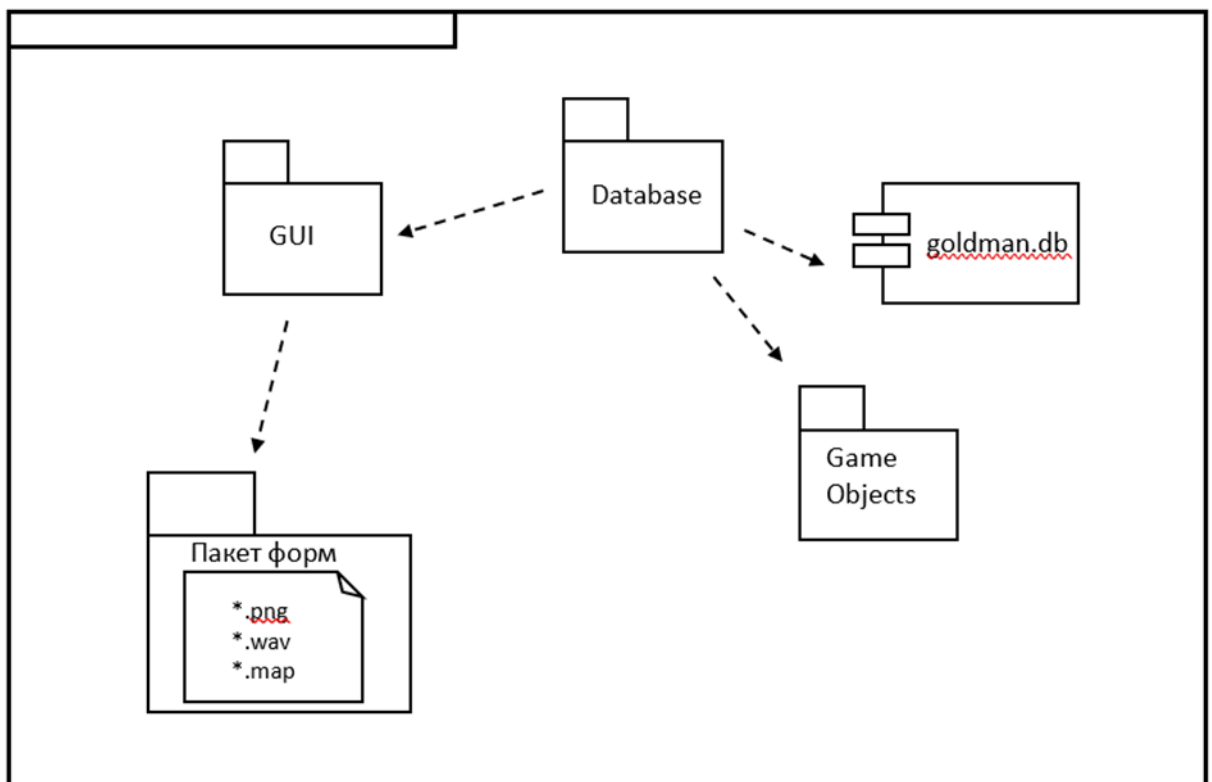 Database
GUI
goldman.db
Game
Objects
Пакет форм
*.png
*.wav
*.map